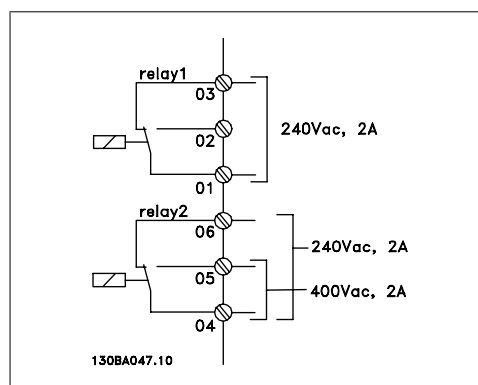 relay1
03
02
240Vac, 2A
01
relay2
06
240Vac, 2A
05
400Vac, 2A
04
130BA047.10